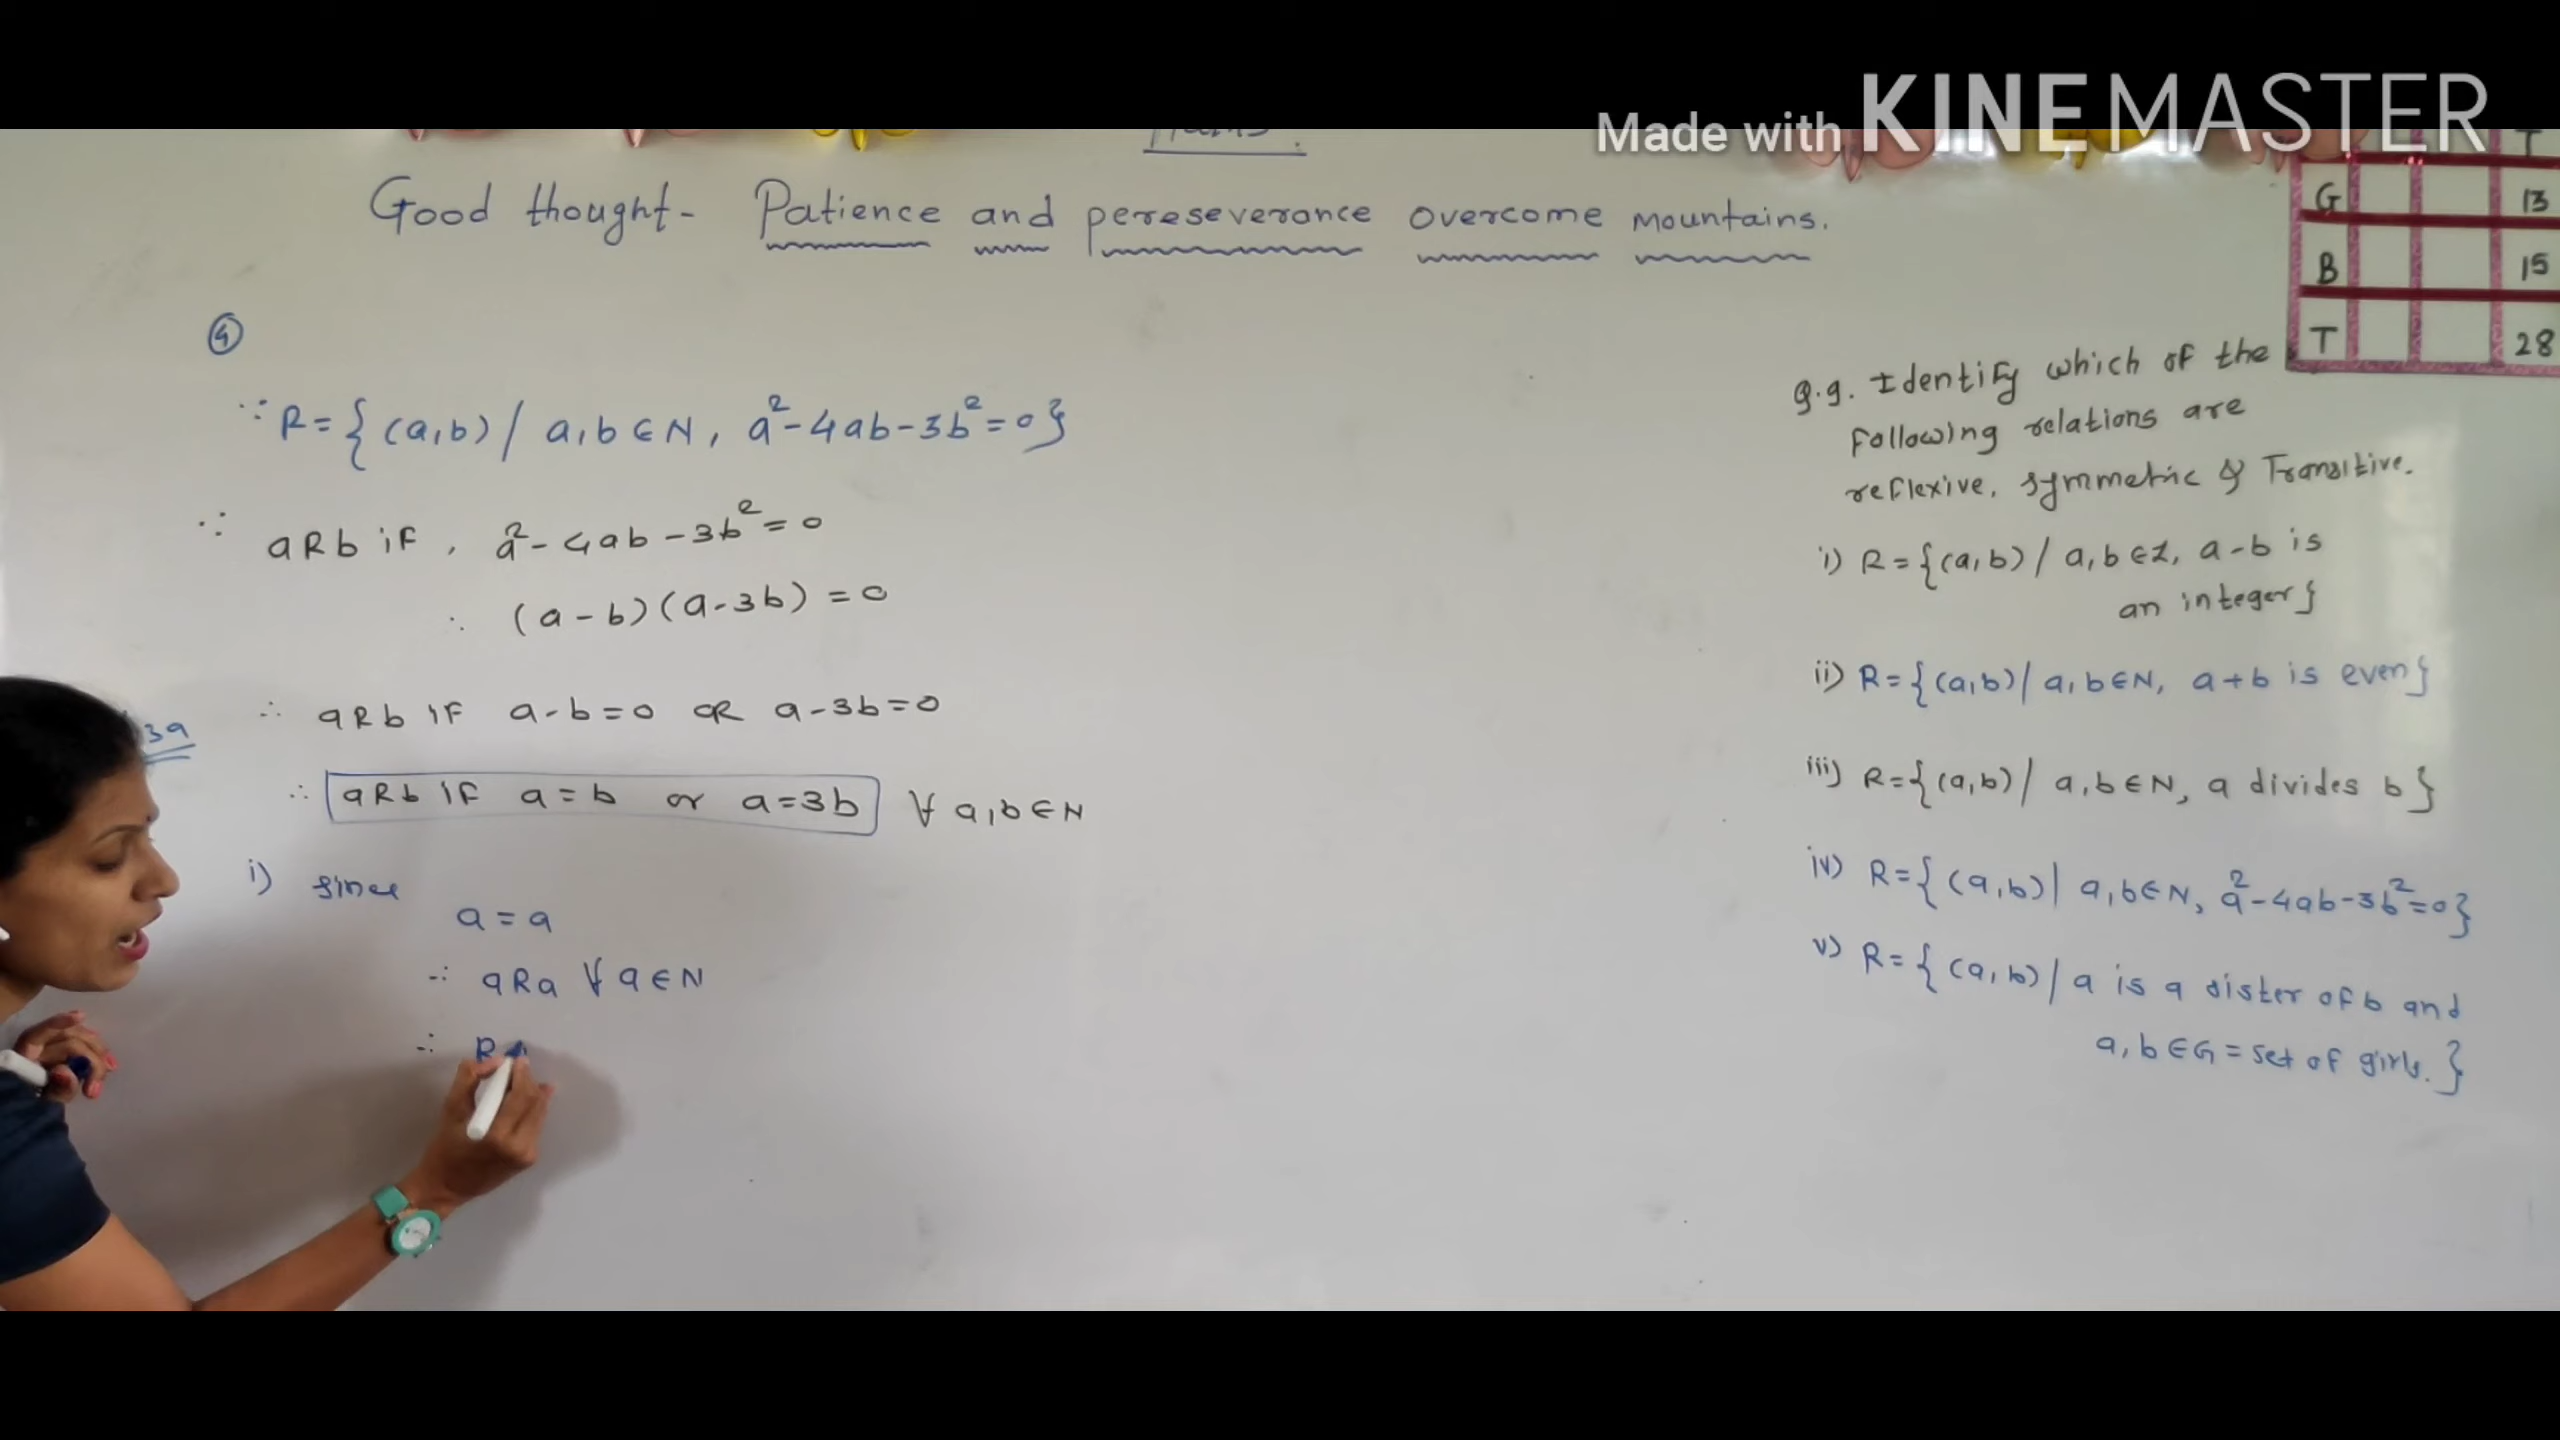 Made with KINEMASTER
Good thought - Patience and pereseverance overcome mountains.
T
G 13
B 15
T 28
④
∵ R = { (a,b) / a,b ∈ N, a² - 4ab - 3b² = 0 }
∵ aRb if, a² - 4ab - 3b² = 0
∴ (a - b) (a - 3b) = 0
∴ aRb if a - b = 0 OR a - 3b = 0
3a
∴ aRb if a = b or a = 3b ∀ a,b ∈ N
i) since
a = a
∴ aRa ∀ a ∈ N
∴ R
Q.9. Identify which of the
following relations are
reflexive, symmetric & Transitive.
i) R = { (a,b) / a,b ∈ Z, a - b is
an integer }
ii) R = { (a,b) / a,b ∈ N, a + b is even }
iii) R = { (a,b) / a,b ∈ N, a divides b }
iv) R = { (a,b) | a,b ∈ N, a² - 4ab - 3b² = 0 }
v) R = { (a,b) / a is a sister of b and
a,b ∈ G = set of girls. }